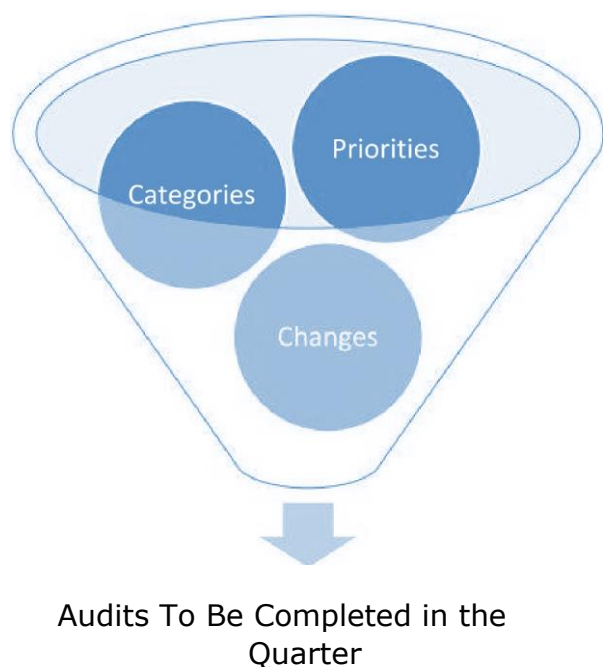 Priorities
Categories
Changes
Audits To Be Completed in the
Quarter